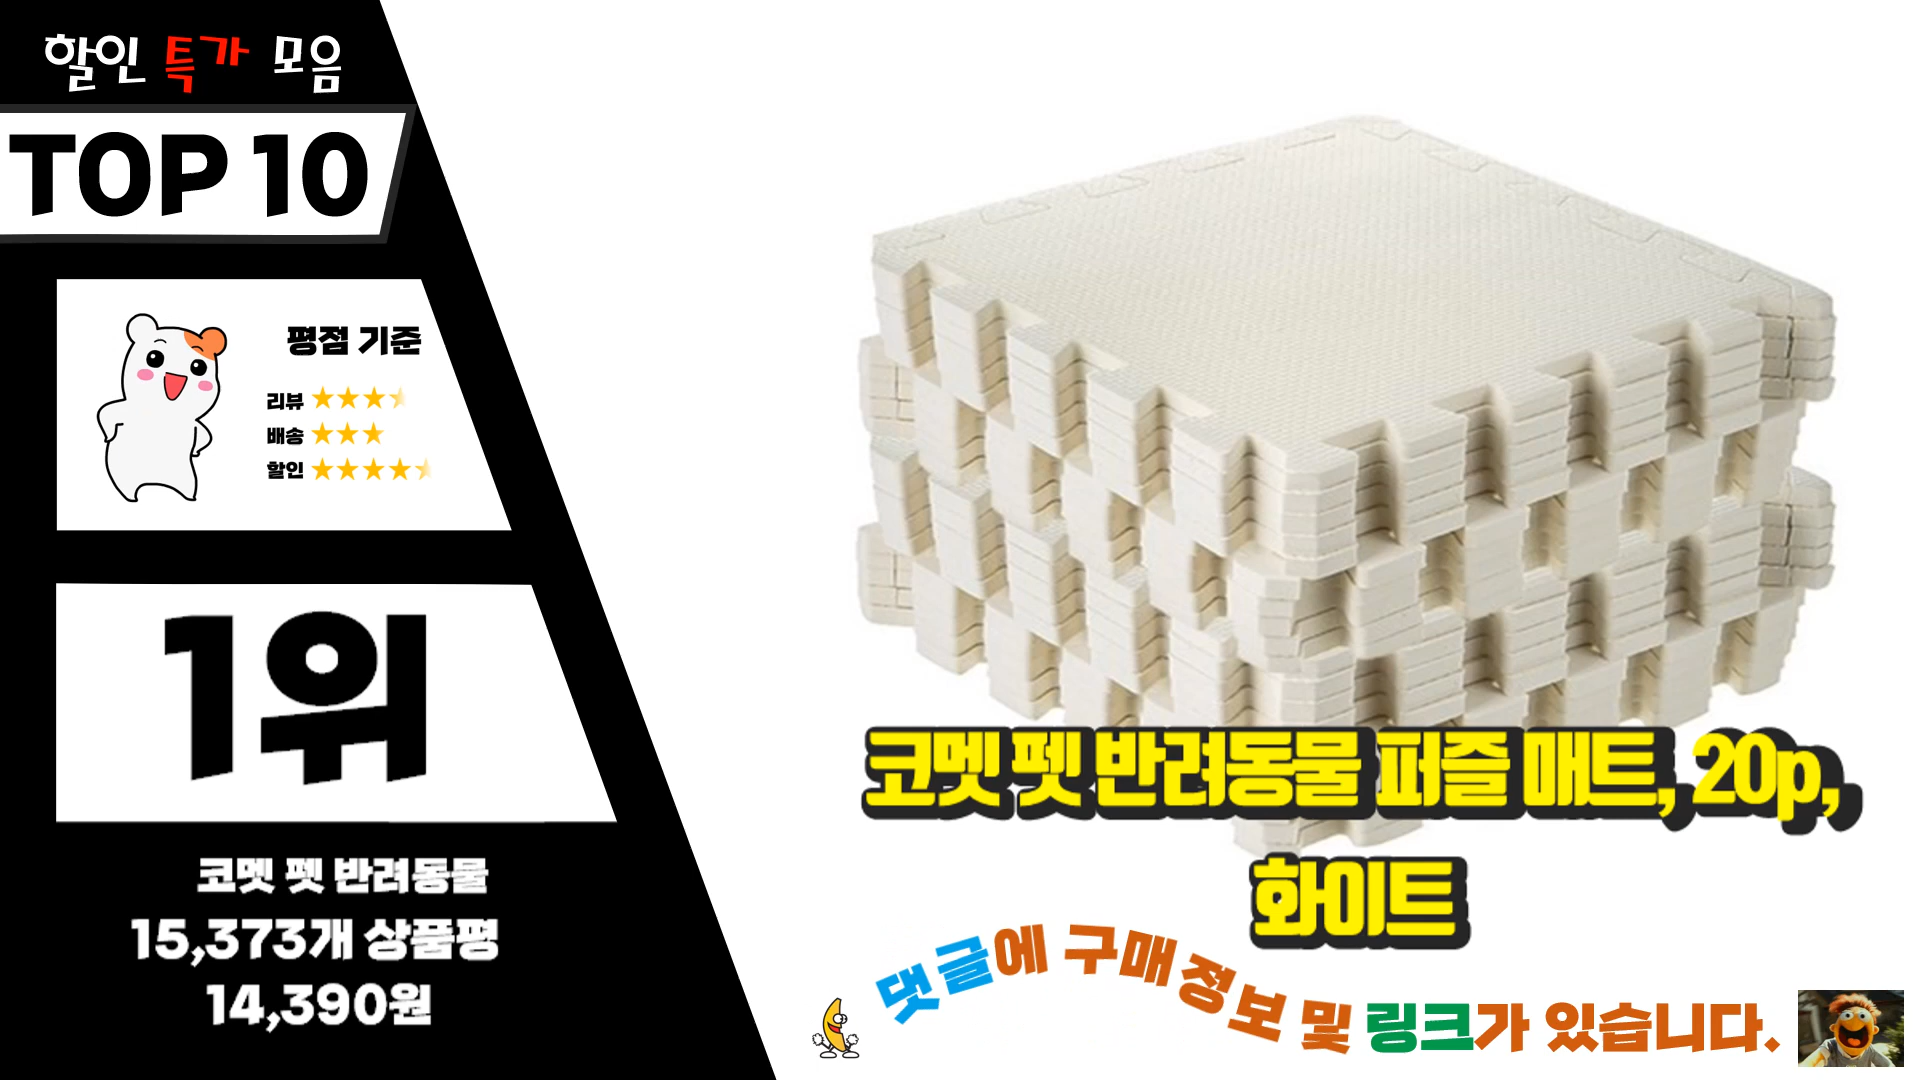 할인 특가 모음
TOP 10
평점 기준
리뷰
배송
할인
1위
코멧 펫 반려동물
15,373개 상품평
14,390원
코멧 펫 반려동물 퍼즐 매트, 20p,
화이트
댓글에 구매 정보 및 링크가 있습니다.